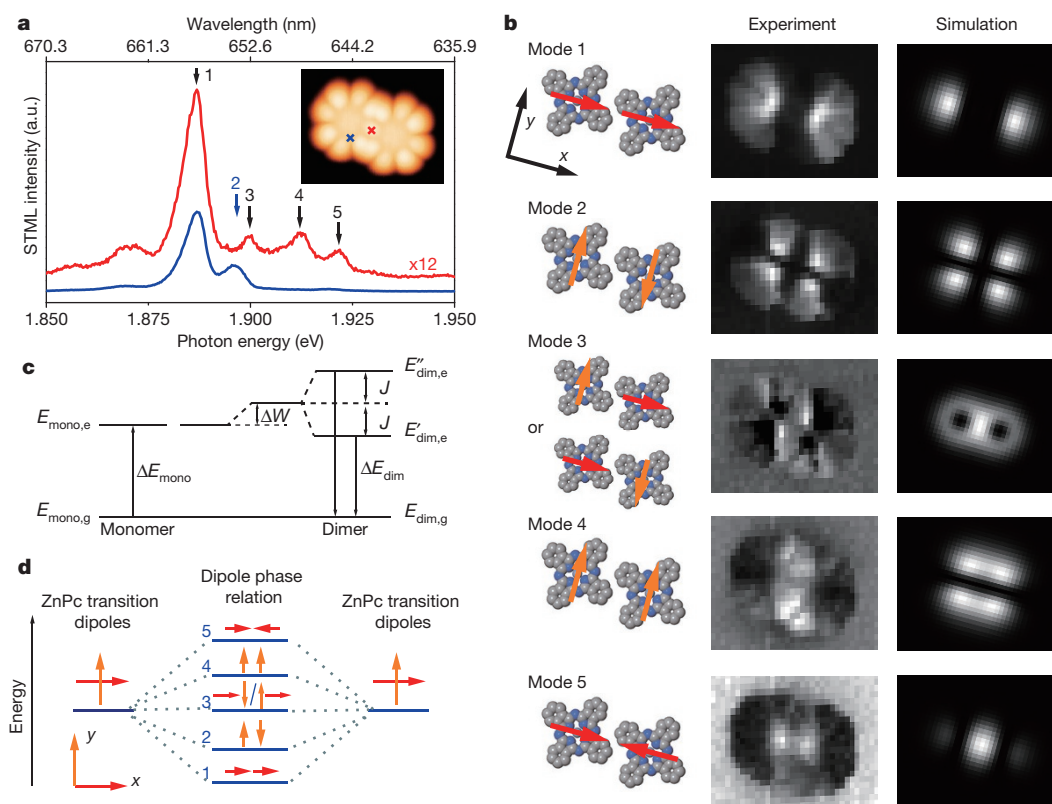 a
Wavelength (nm)
670.3 661.3 652.6 644.2 635.9
STML intensity (a.u.)
1
2
3
4
5
x12
1.850 1.875 1.900 1.925 1.950
Photon energy (eV)
b
Experiment Simulation
Mode 1
y
x
Mode 2
Mode 3
or
Mode 4
Mode 5
c
E″dim,e
J
Emono,e
ΔW
J
E′dim,e
ΔEmono
ΔEdim
Emono,g
Edim,g
Monomer Dimer
d
Dipole phase
relation
ZnPc transition
dipoles
ZnPc transition
dipoles
Energy
5
4
3
/
2
1
y
x